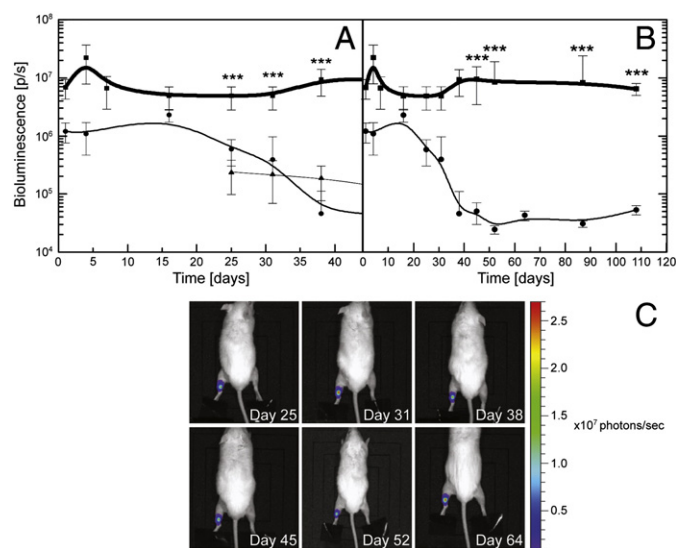 A
B
Bioluminescence [p/s]
10⁸
10⁷
10⁶
10⁵
10⁴
*** *** ***
*** *** *** ***
0 5 10 15 20 25 30 35 40
0 10 20 30 40 50 60 70 80 90 100 110 120
Time [days]
Time [days]
C
Day 25
Day 31
Day 38
Day 45
Day 52
Day 64
2.5
2.0
1.5
1.0
0.5
x10⁷ photons/sec